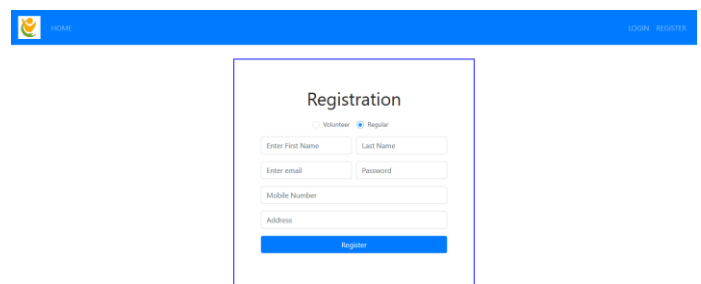 HOME LOGIN REGISTER
Registration
Volunteer Regular
Enter First Name Last Name
Enter email Password
Mobile Number
Address
Register